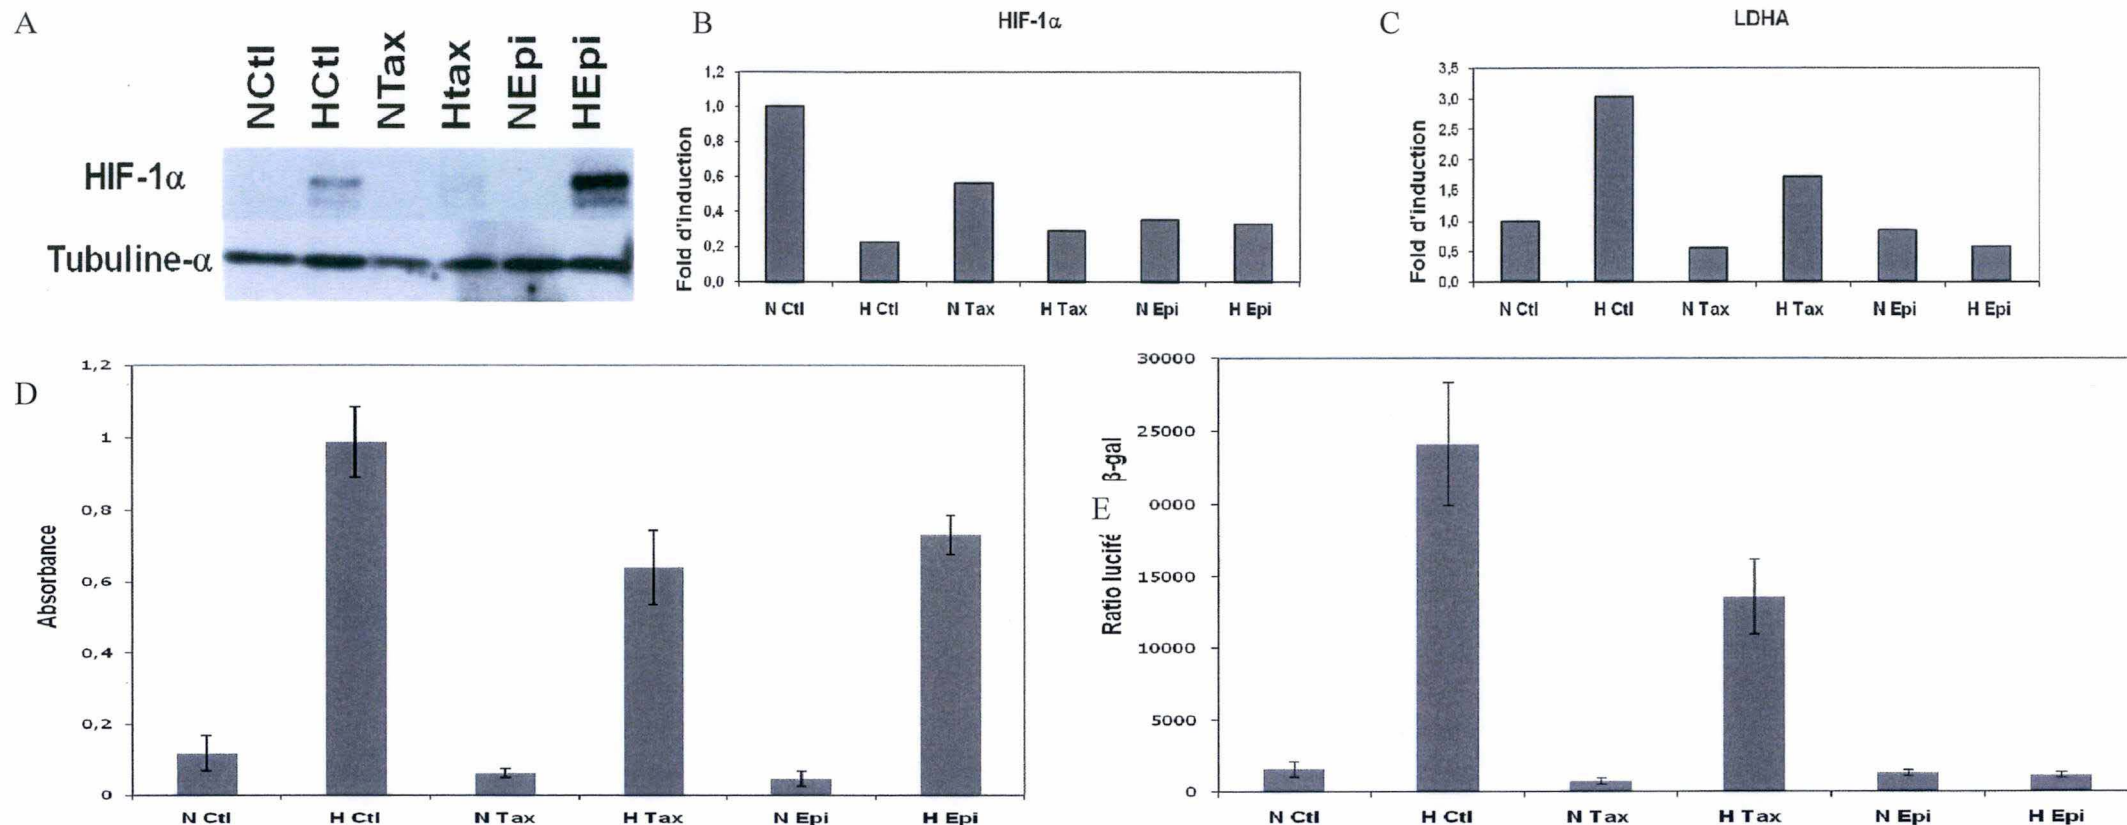 A
NCtl HCtl NTax Htax NEpi HEpi
HIF-1α
Tubuline-α
B
HIF-1α
Fold d'induction
1,2
1,0
0,8
0,6
0,4
0,2
0,0
N Ctl H Ctl N Tax H Tax N Epi H Epi
C
LDHA
Fold d'induction
3,5
3,0
2,5
2,0
1,5
1,0
0,5
0,0
N Ctl H Ctl N Tax H Tax N Epi H Epi
D
Absorbance
1,2
1
0,8
0,6
0,4
0,2
0
N Ctl H Ctl N Tax H Tax N Epi H Epi
E
Ratio lucifé β-gal
30000
25000
0000
15000
10000
5000
0
N Ctl H Ctl N Tax H Tax N Epi H Epi